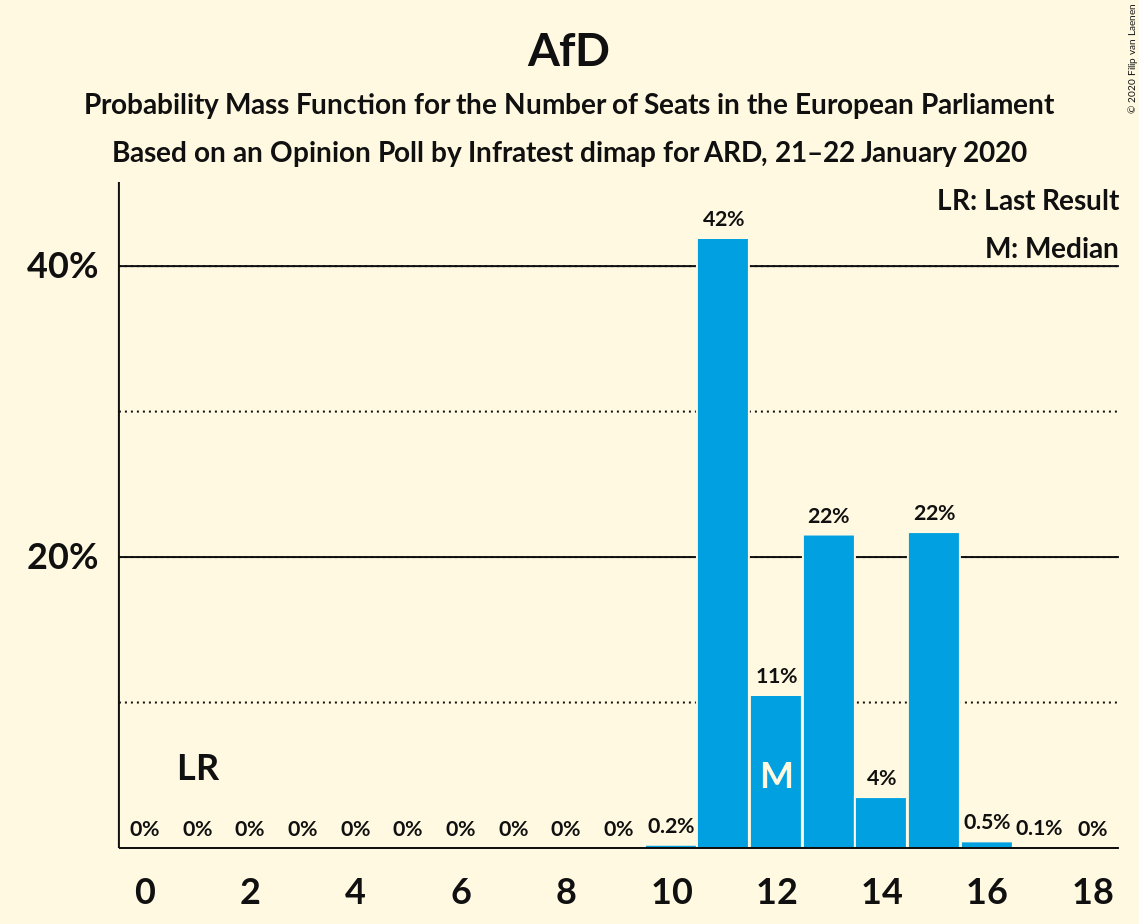 AfD
Probability Mass Function for the Number of Seats in the European Parliament
Based on an Opinion Poll by Infratest dimap for ARD, 21–22 January 2020
© 2020 Filip van Laenen
LR: Last Result
M: Median
40%
20%
42%
22%
22%
11%
4%
LR
M
0% 0% 0% 0% 0% 0% 0% 0% 0% 0% 0.2% 0.5% 0.1% 0%
0 2 4 6 8 10 12 14 16 18